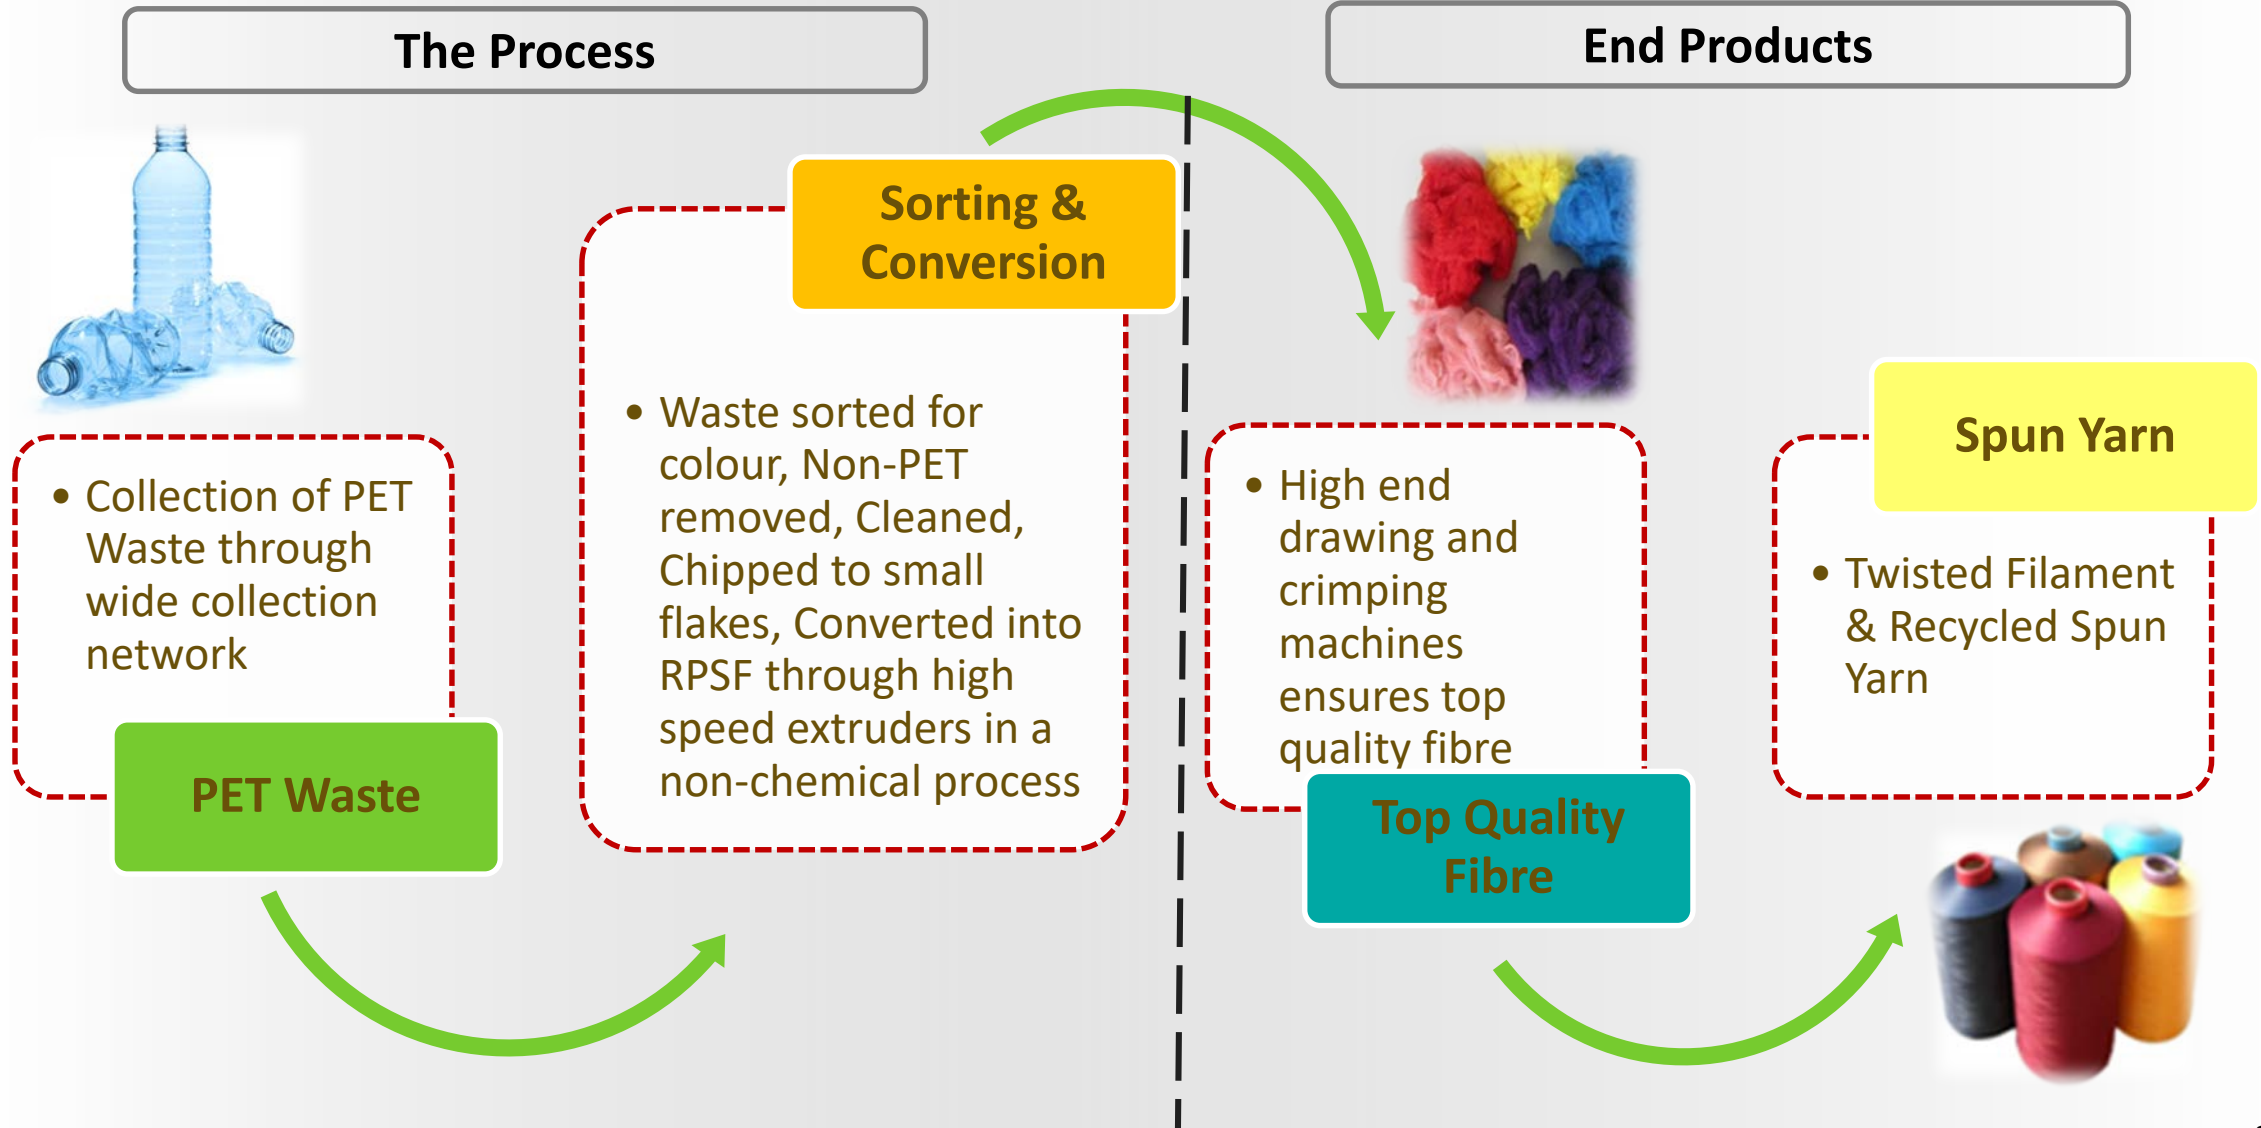 The Process
End Products
• Collection of PET
Waste through
wide collection
network
PET Waste
Sorting &
Conversion
• Waste sorted for
colour, Non-PET
removed, Cleaned,
Chipped to small
flakes, Converted into
RPSF through high
speed extruders in a
non-chemical process
• High end
drawing and
crimping
machines
ensures top
quality fibre
Top Quality
Fibre
Spun Yarn
• Twisted Filament
& Recycled Spun
Yarn